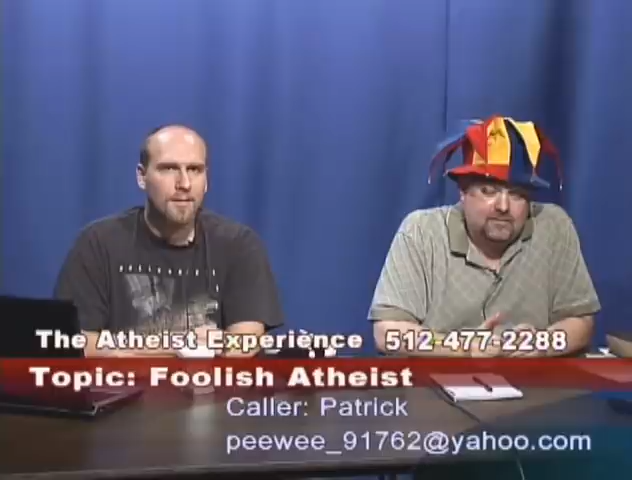 The Atheist Experience 512-477-2288
Topic: Foolish Atheist
Caller: Patrick
peewee_91762@yahoo.com